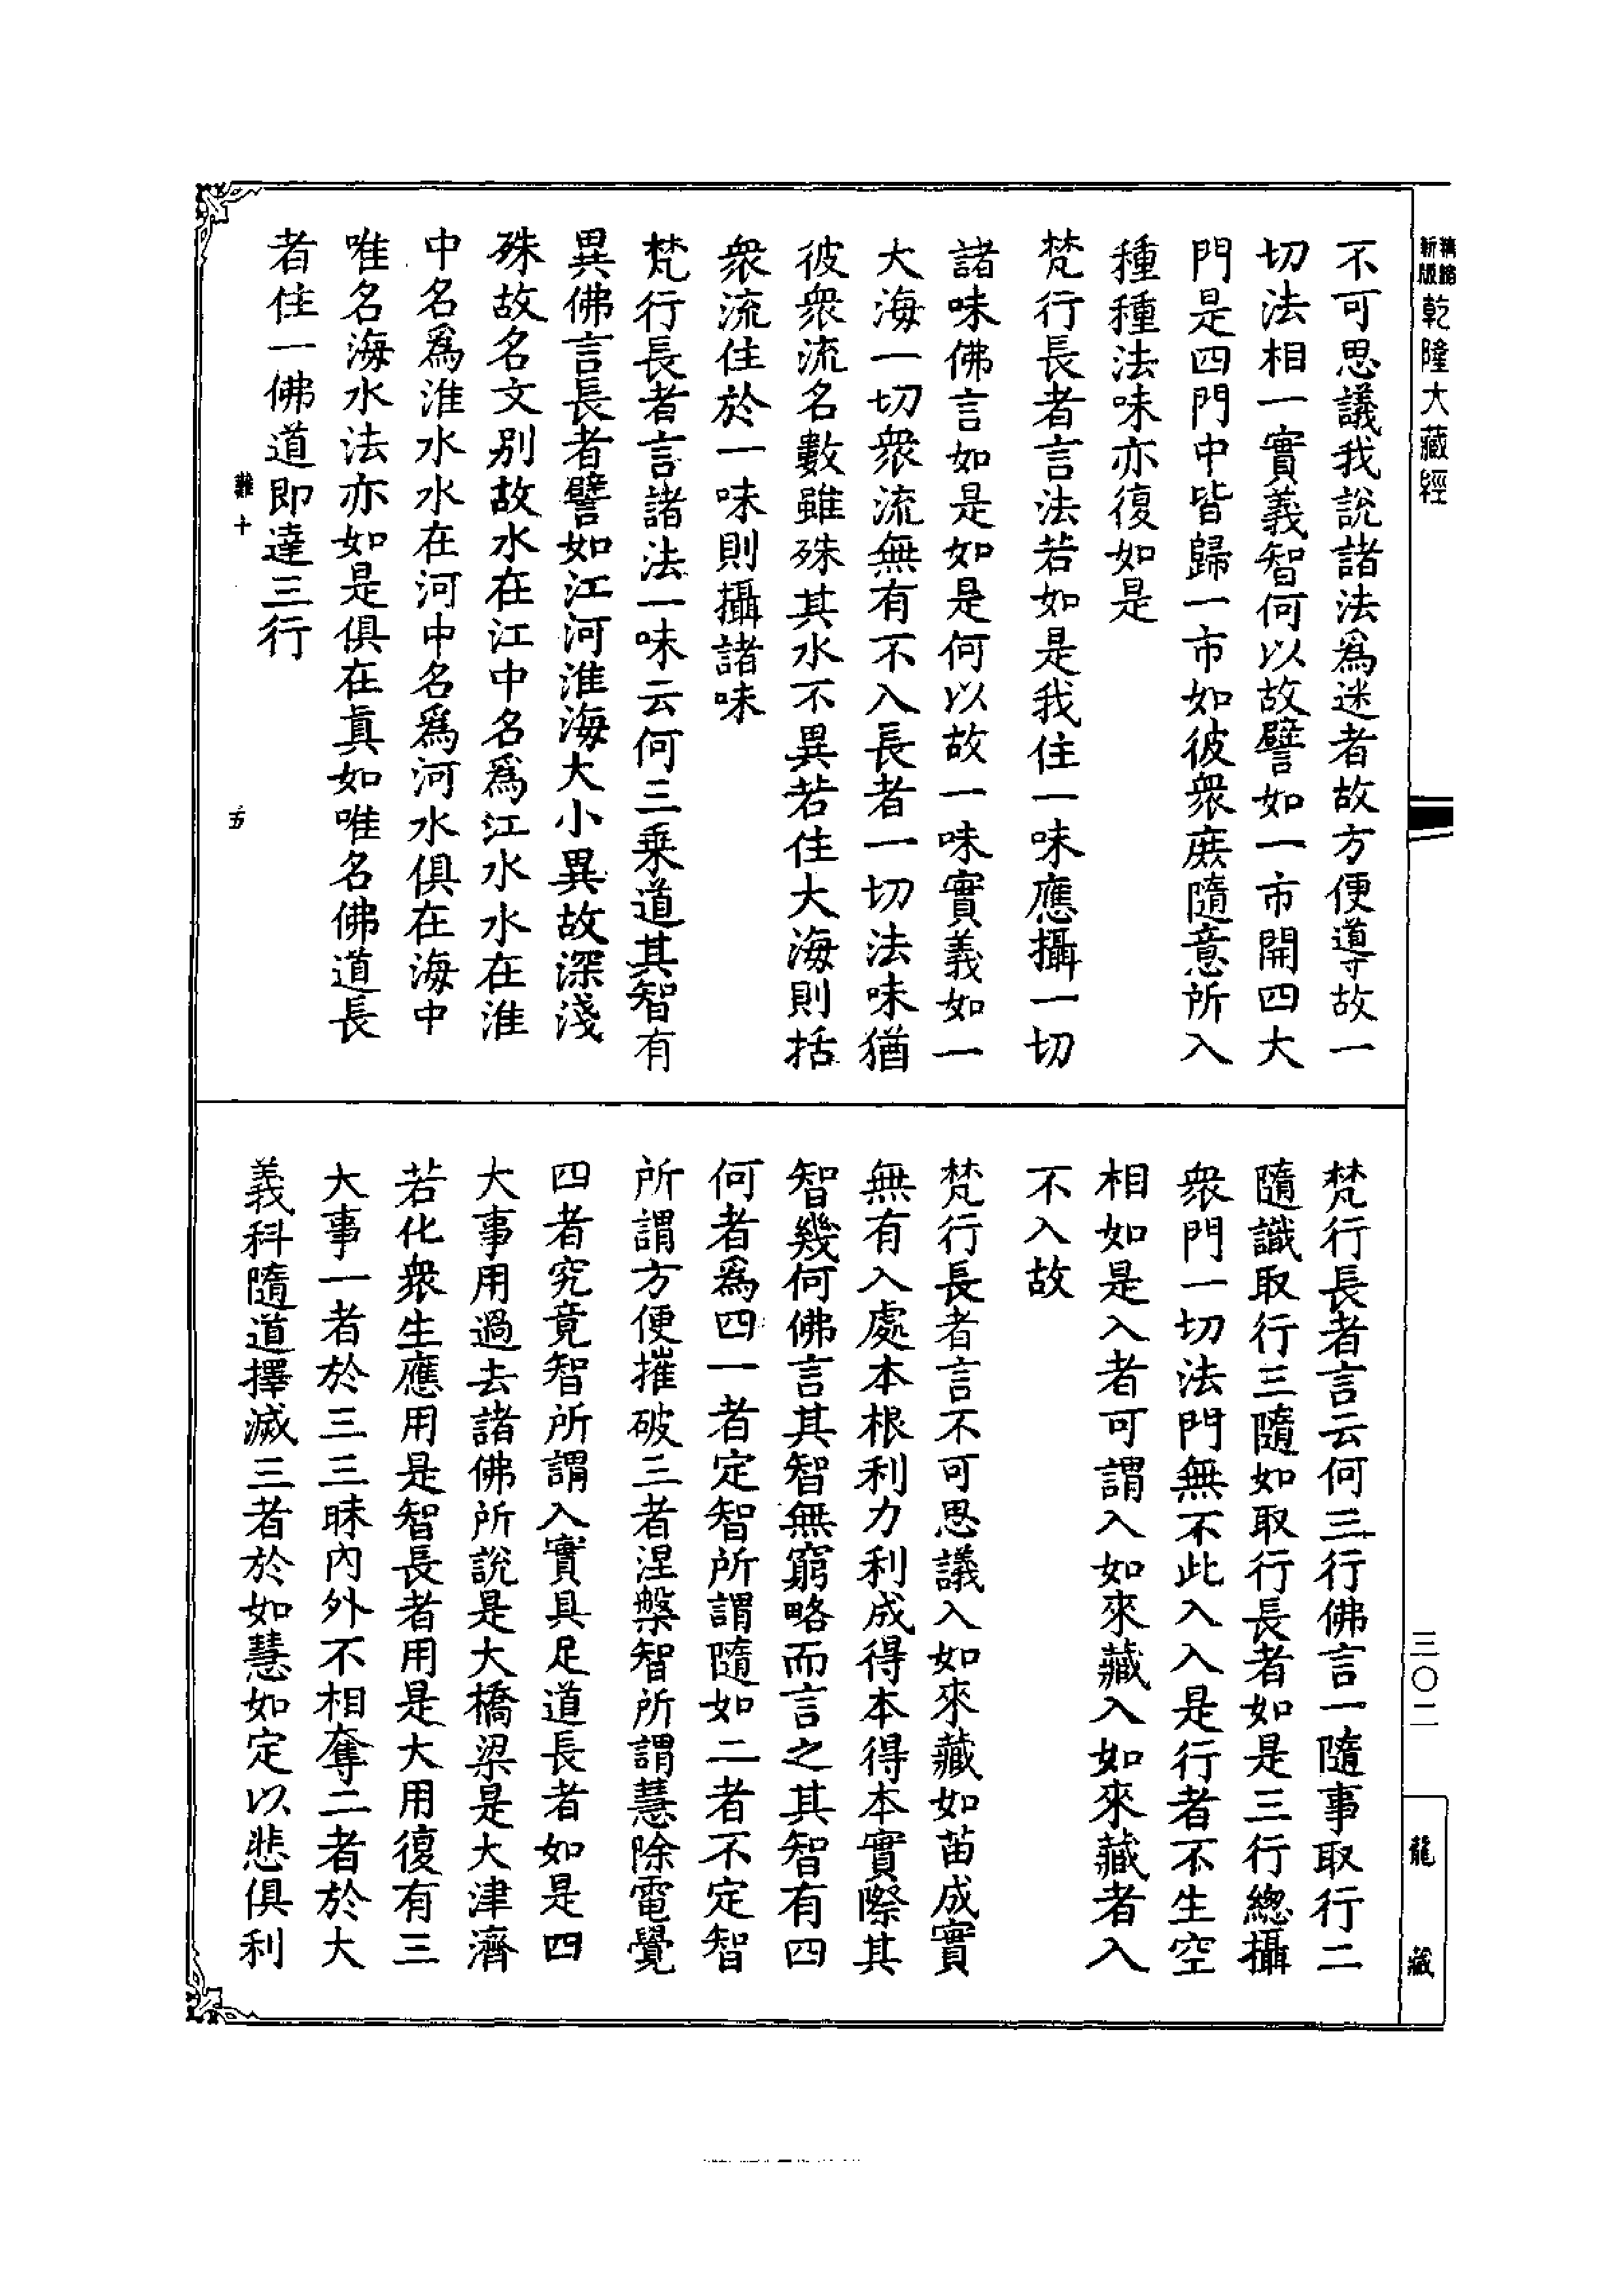 新版
精縮
乾隆大藏經
不可思議我說諸法爲迷者故方便導故一
切法相一實義智何以故譬如一市開四大
門是四門中皆歸一市如彼衆庶隨意所入
種種法味亦復如是
梵行長者言法若如是我住一味應攝一切
諸味佛言如是如是何以故一味實義如一
大海一切衆流無有不入長者一切法味猶
彼衆流名數雖殊其水不異若住大海則括
衆流住於一味則攝諸味
梵行長者言諸法一味云何三乗道其智有
異佛言長者譬如江河淮海大小異故深淺
殊故名文别故水在江中名爲江水水在淮
中名爲淮水水在河中名爲河水俱在海中
唯名海水法亦如是俱在眞如唯名佛道長
者住一佛道即達三行
難十
五
梵行長者言云何三行佛言一隨事取行二
隨識取行三隨如取行長者如是三行總攝
衆門一切法門無不此入入是行者不生空
相如是入者可謂入如來藏入如來藏者入
不入故
梵行長者言不可思議入如來藏如苗成實
無有入處本根利力利成得本得本實際其
智幾何佛言其智無窮略而言之其智有四
何者爲四一者定智所謂隨如二者不定智
所謂方便摧破三者涅槃智所謂慧除電覺
四者究竟智所謂入實具足道長者如是四
大事用過去諸佛所說是大橋梁是大津濟
若化衆生應用是智長者用是大用復有三
大事一者於三三昧內外不相奪二者於大
義科隨道擇滅三者於如慧如定以悲俱利
三〇二
龍藏